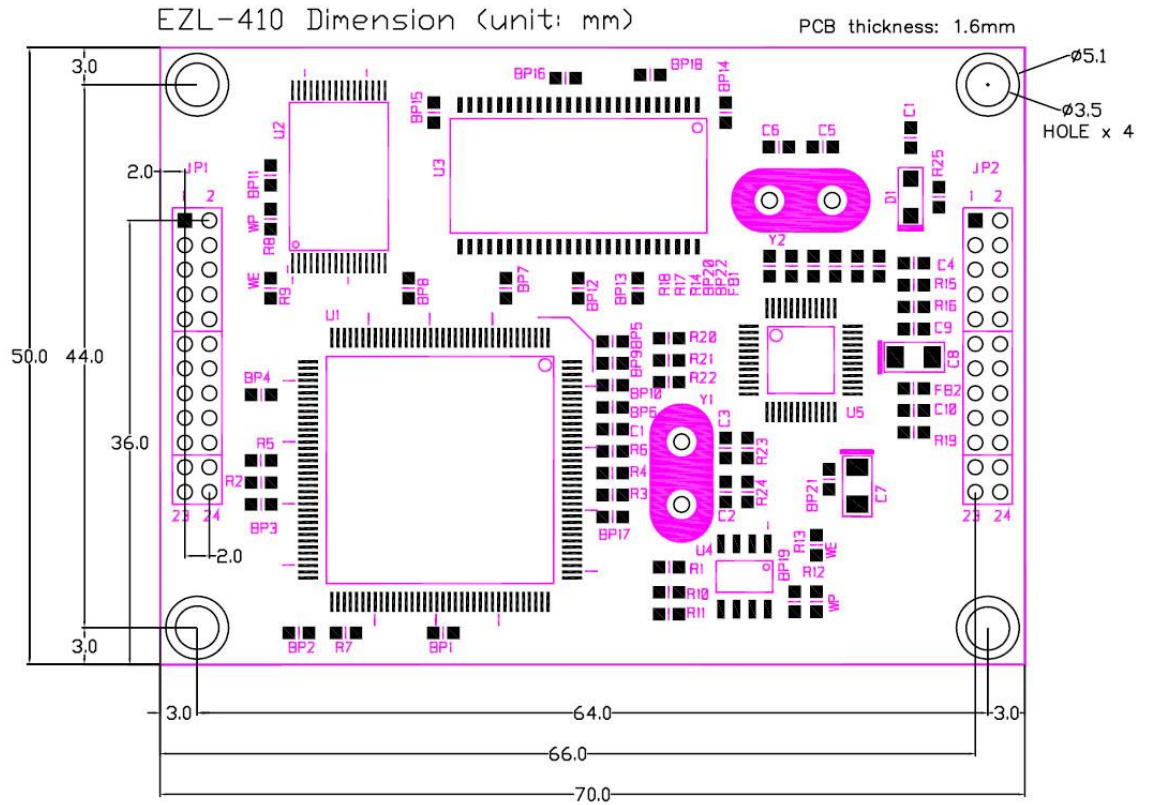 EZL-410 Dimension (unit: mm)
PCB thickness: 1.6mm
3.0
BP16
BP18
BP14
BP15
ø5.1
ø3.5
HOLE x 4
U2
U3
C6
C5
C1
2.0
JP1
BP11
R25
JP2
1
2
WP
D1
1
2
R8
Y2
WE
R9
BP8
BP7
BP12
BP13
R18
R17
R14
BP20
BP22
FB1
C4
R15
R16
C9
U1
BP5
R20
BP9
R21
C8
50.0
44.0
BP4
R22
BP10
FB2
Y1
BP6
U5
C10
36.0
C1
C3
R5
R6
R23
R19
R2
R4
BP21
C7
R3
R24
23
24
BP3
C2
23
24
BP17
R13
WE
2.0
U4
BP19
R1
R12
R10
WP
R11
3.0
BP2
R7
BP1
3.0
64.0
3.0
66.0
70.0